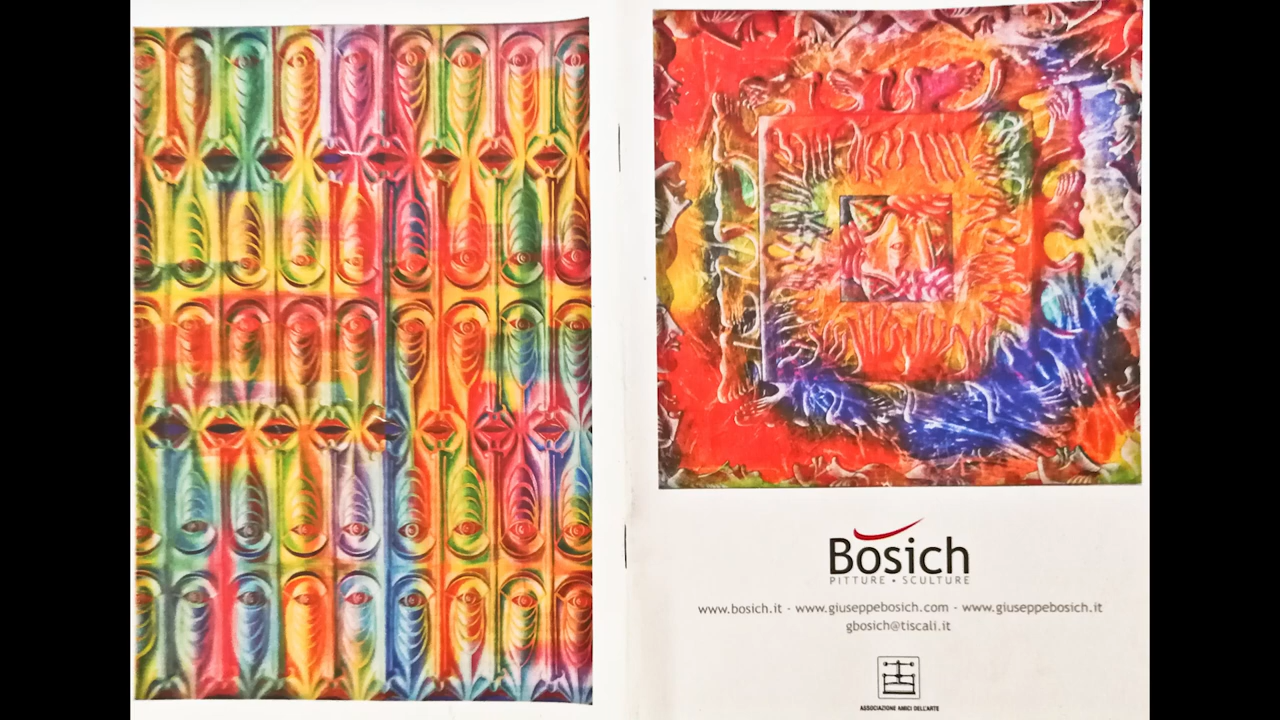 Bosich
PITTURE • SCULTURE
www.bosich.it - www.giuseppebosich.com - www.giuseppebosich.it
gbosich@tiscali.it
ASSOCIAZIONE AMICI DELL'ARTE